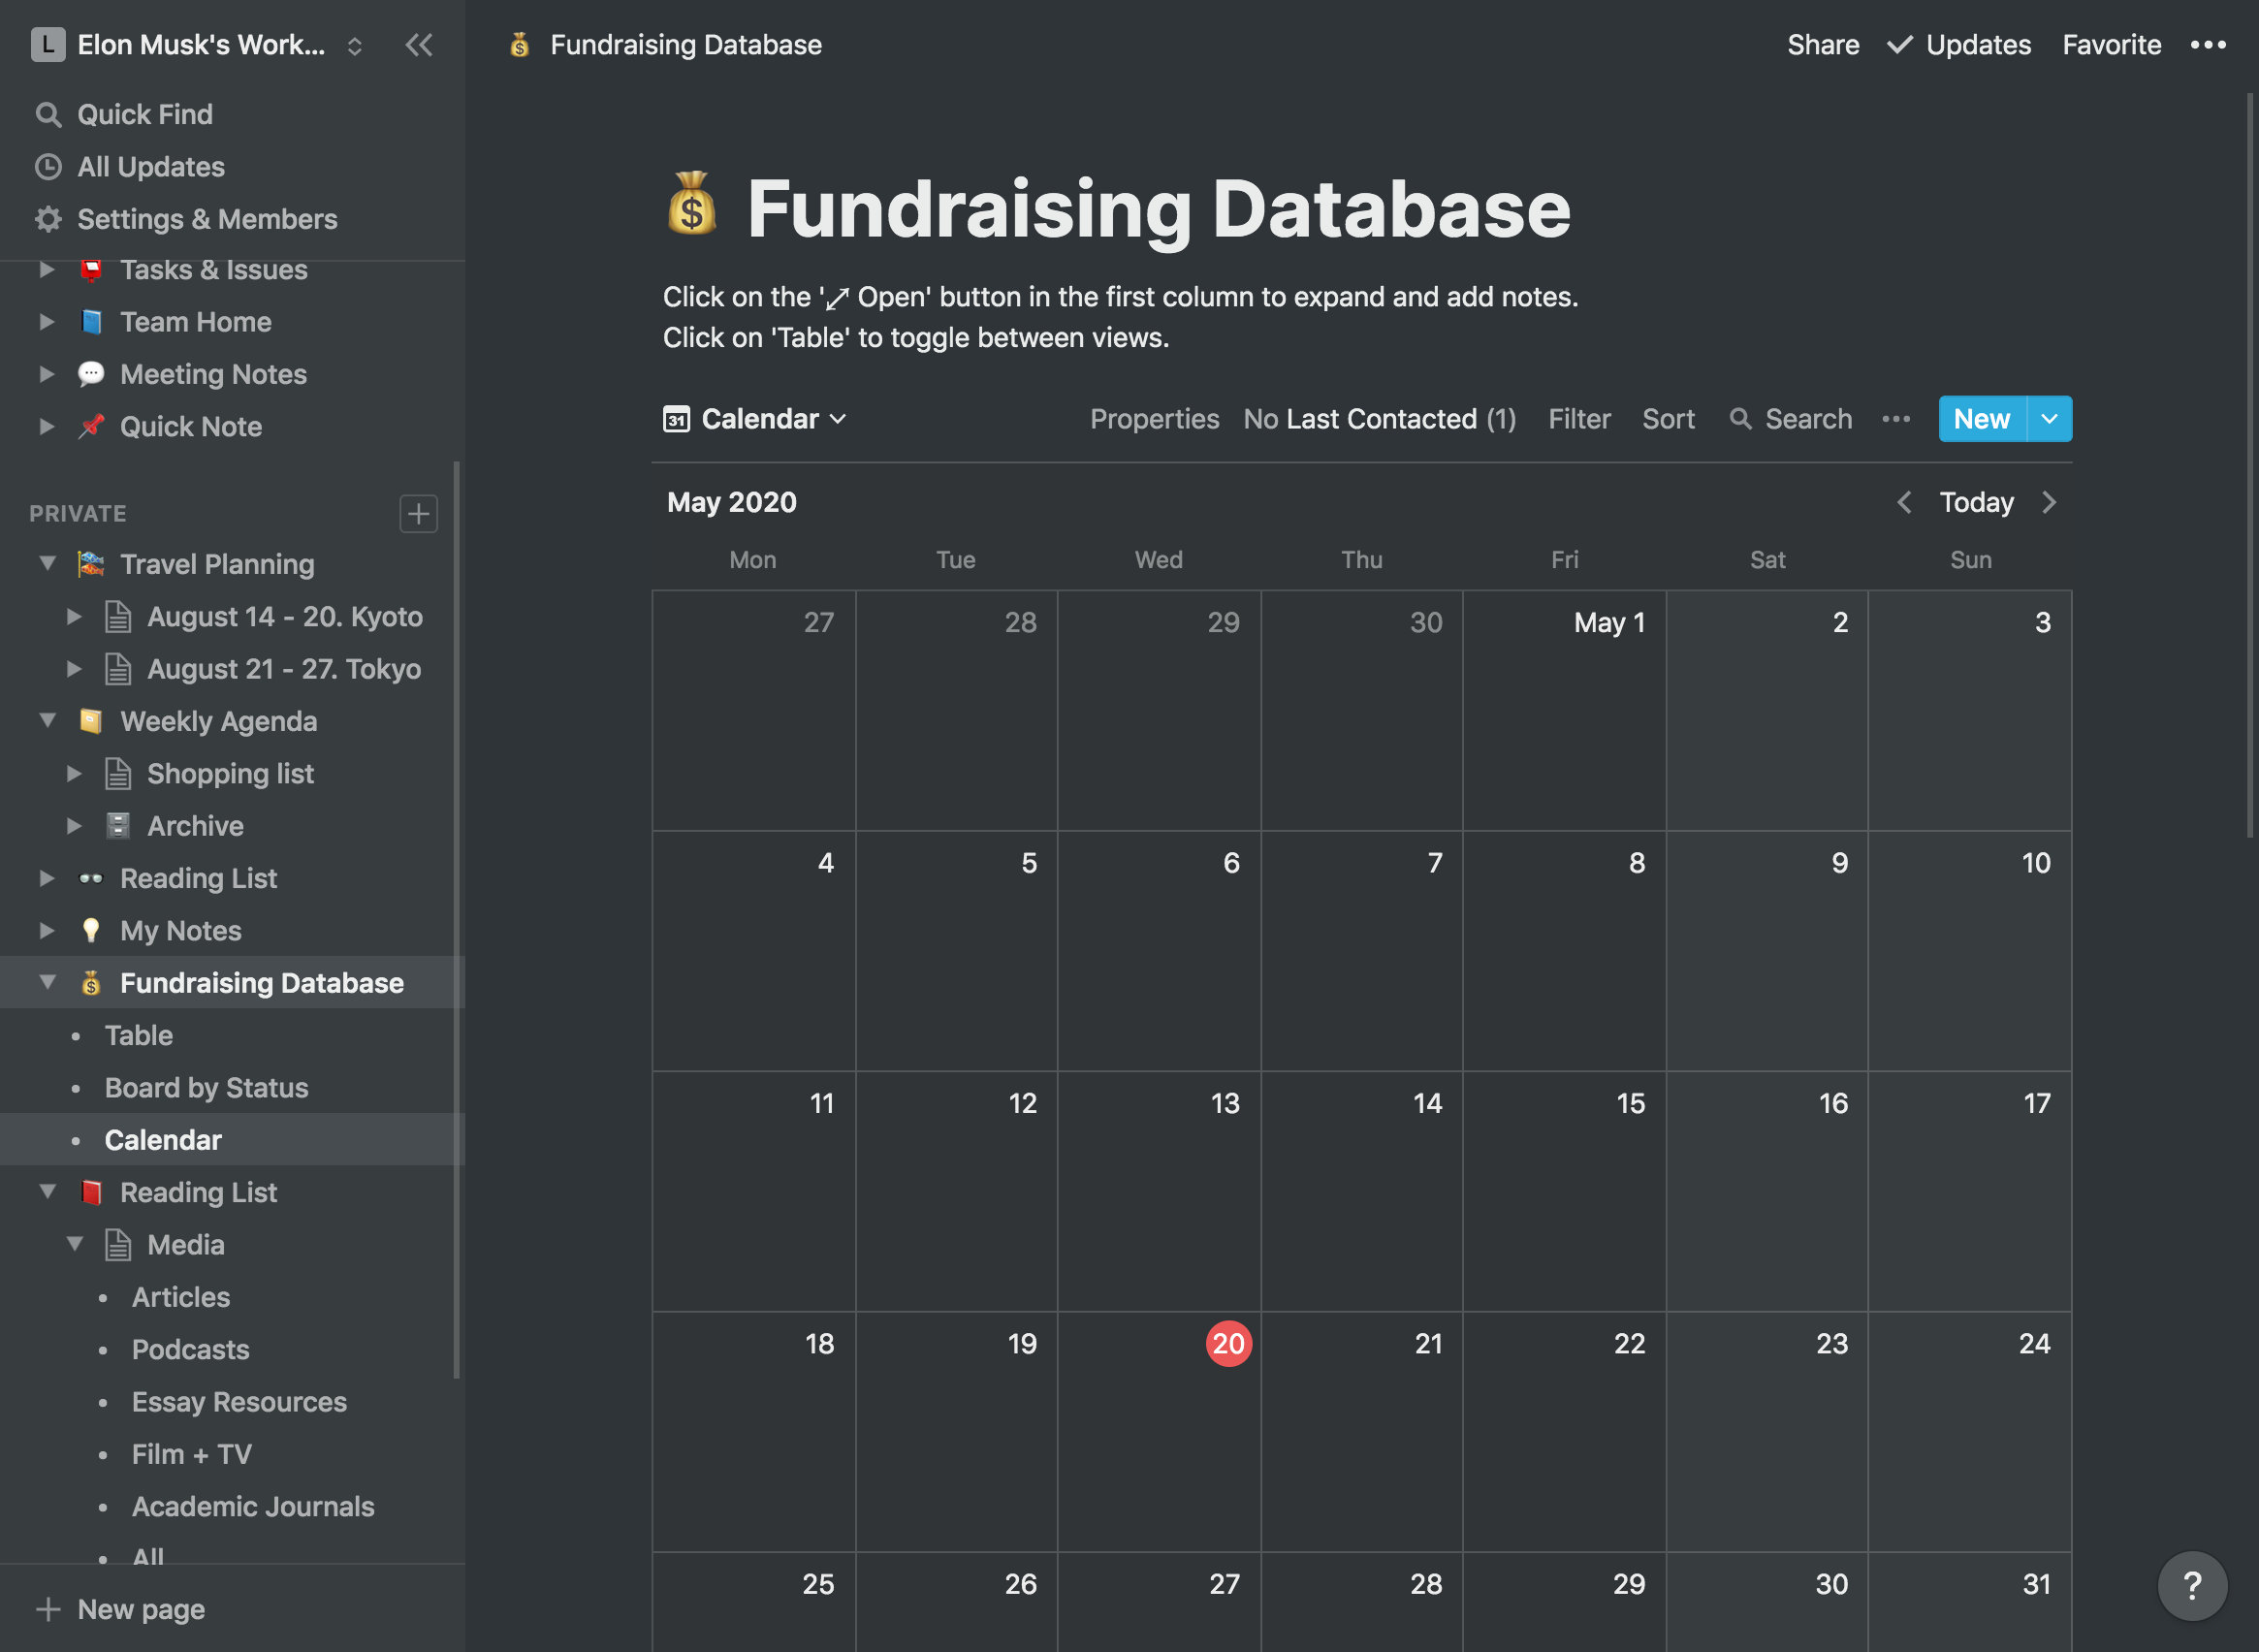 L Elon Musk's Work...
Quick Find
All Updates
Settings & Members
Tasks & Issues
Team Home
Meeting Notes
Quick Note
PRIVATE
Travel Planning
August 14 - 20. Kyoto
August 21 - 27. Tokyo
Weekly Agenda
Shopping list
Archive
Reading List
My Notes
Fundraising Database
Table
Board by Status
Calendar
Reading List
Media
Articles
Podcasts
Essay Resources
Film + TV
Academic Journals
All
New page
Fundraising Database
Share Updates Favorite
Fundraising Database
Click on the '⤢ Open' button in the first column to expand and add notes.
Click on 'Table' to toggle between views.
31 Calendar Properties No Last Contacted (1) Filter Sort Search New
May 2020 Today
Mon Tue Wed Thu Fri Sat Sun
27 28 29 30 May 1 2 3
4 5 6 7 8 9 10
11 12 13 14 15 16 17
18 19 20 21 22 23 24
25 26 27 28 29 30 31
?